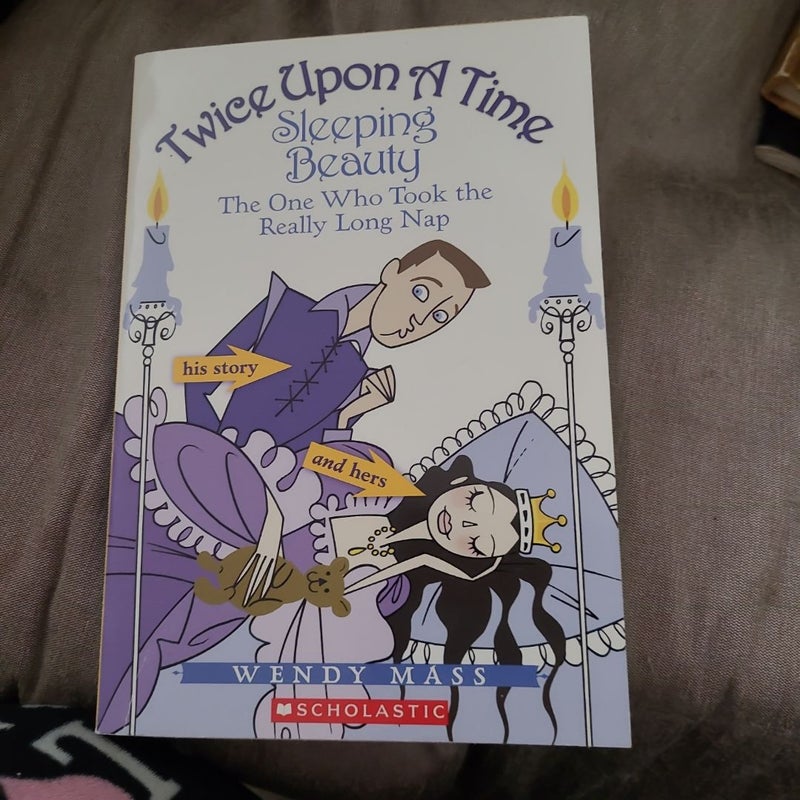 Twice Upon A Time
Sleeping
Beauty
The One Who Took the
Really Long Nap
his story
and hers
WENDY MASS
SCHOLASTIC